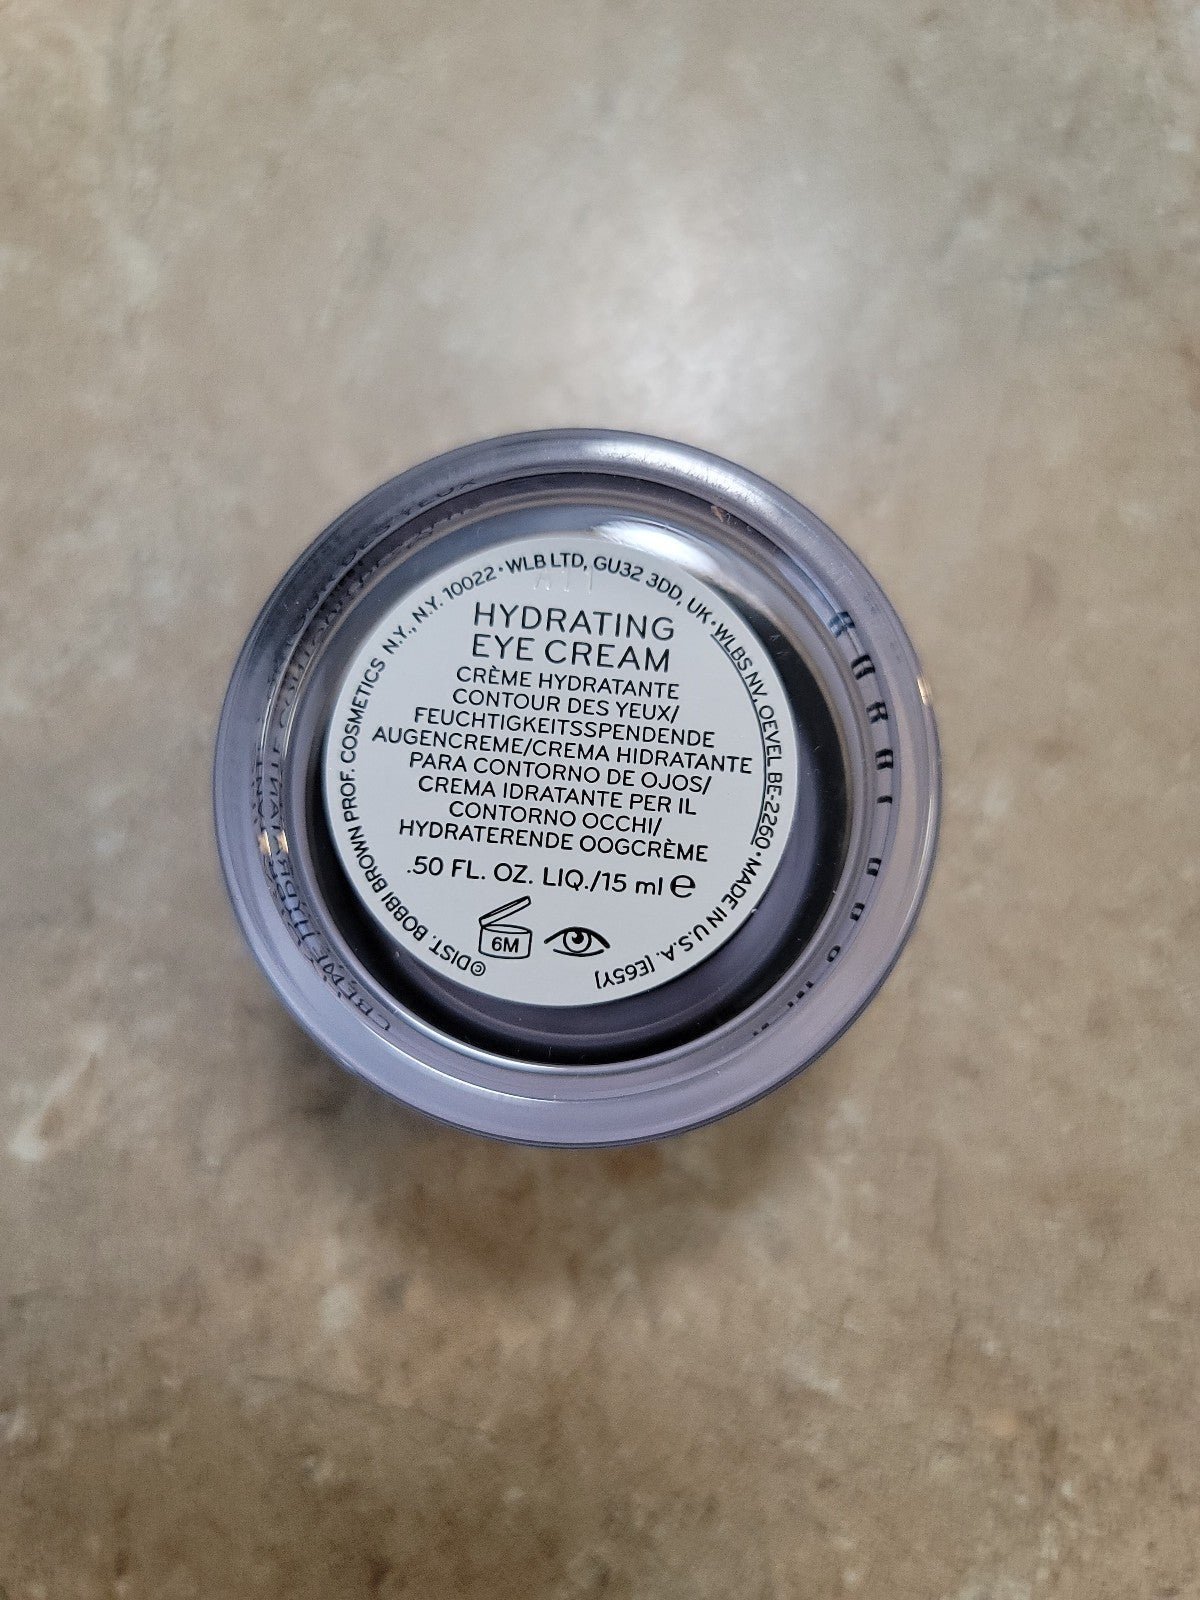 HYDRATING
EYE CREAM
CRÈME HYDRATANTE
CONTOUR DES YEUX/
FEUCHTIGKEITSSPENDENDE
AUGENCREME/CREMA HIDRATANTE
PARA CONTORNO DE OJOS/
CREMA IDRATANTE PER IL
CONTORNO OCCHI/
HYDRATERENDE OOGCRÈME
.50 FL. OZ. LIQ./15 ml e
6M
©DIST. BOBBI BROWN PROF. COSMETICS N.Y., N.Y. 10022 • WLB LTD, GU32 3DD, UK • WLBS NV, OEVEL BE-2260 • MADE IN U.S.A. [E65Y]